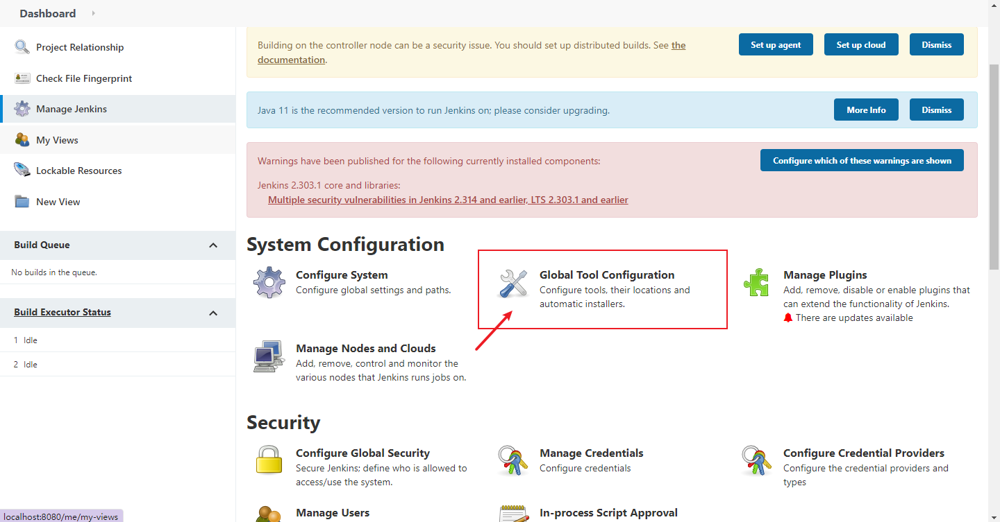 Dashboard
Project Relationship
Check File Fingerprint
Manage Jenkins
My Views
Lockable Resources
New View
Build Queue
No builds in the queue.
Build Executor Status
1 Idle
2 Idle
Building on the controller node can be a security issue. You should set up distributed builds. See the
documentation.
Set up agent
Set up cloud
Dismiss
Java 11 is the recommended version to run Jenkins on; please consider upgrading.
More Info
Dismiss
Warnings have been published for the following currently installed components:
Configure which of these warnings are shown
Jenkins 2.303.1 core and libraries:
Multiple security vulnerabilities in Jenkins 2.314 and earlier, LTS 2.303.1 and earlier
System Configuration
Configure System
Configure global settings and paths.
Global Tool Configuration
Configure tools, their locations and
automatic installers.
Manage Plugins
Add, remove, disable or enable plugins that
can extend the functionality of Jenkins.
There are updates available
Manage Nodes and Clouds
Add, remove, control and monitor the
various nodes that Jenkins runs jobs on.
Security
Configure Global Security
Secure Jenkins; define who is allowed to
access/use the system.
Manage Credentials
Configure credentials
Configure Credential Providers
Configure the credential providers and
types
Manage Users
In-process Script Approval
localhost:8080/me/my-views